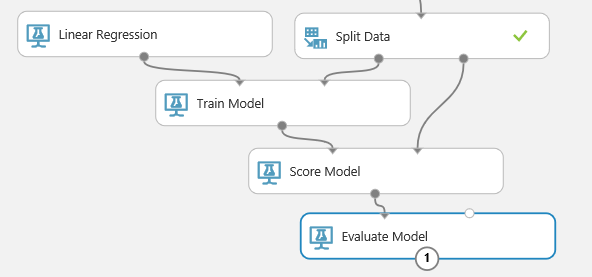 Linear Regression
Split Data
Train Model
Score Model
Evaluate Model
1